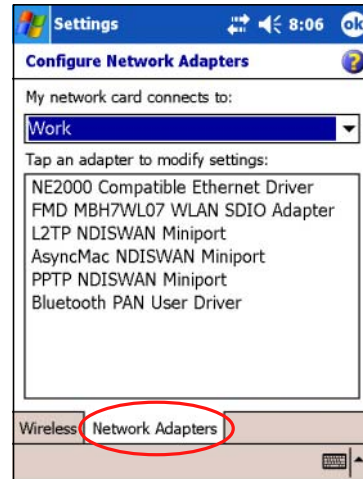 Settings 8:06 ok
Configure Network Adapters ?
My network card connects to:
Work
Tap an adapter to modify settings:
NE2000 Compatible Ethernet Driver
FMD MBH7WL07 WLAN SDIO Adapter
L2TP NDISWAN Miniport
AsyncMac NDISWAN Miniport
PPTP NDISWAN Miniport
Bluetooth PAN User Driver
Wireless Network Adapters